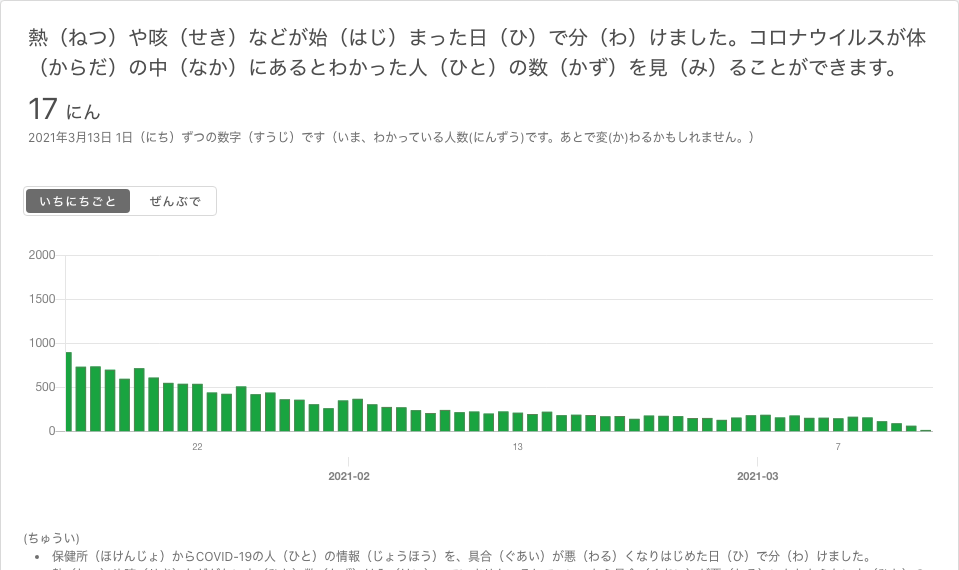 熱（ねつ）や咳（せき）などが始（はじ）まった日（ひ）で分（わ）けました。コロナウイルスが体
（からだ）の中（なか）にあるとわかった人（ひと）の数（かず）を見（み）ることができます。
17 にん
2021年3月13日 1日（にち）ずつの数字（すうじ）です（いま、わかっている人数(にんずう)です。あとで変(か)わるかもしれません。）
いちにちごと ぜんぶで
2000
1500
1000
500
0
22 13 7
2021-02 2021-03
(ちゅうい)
• 保健所（ほけんじょ）からCOVID-19の人（ひと）の情報（じょうほう）を、具合（ぐあい）が悪（わる）くなりはじめた日（ひ）で分（わ）けました。